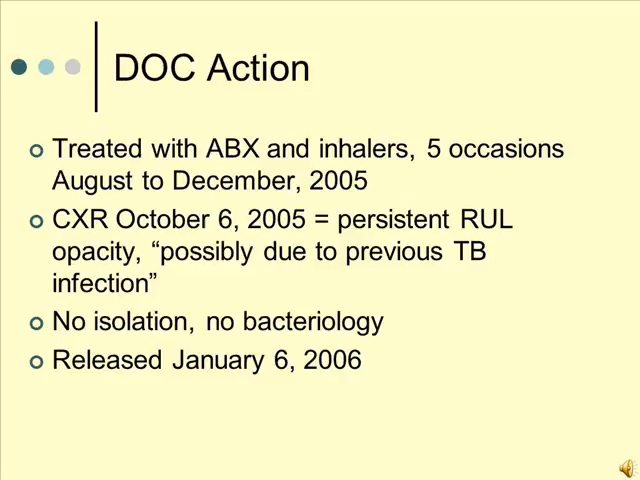 DOC Action
Treated with ABX and inhalers, 5 occasions
August to December, 2005
CXR October 6, 2005 = persistent RUL
opacity, “possibly due to previous TB
infection”
No isolation, no bacteriology
Released January 6, 2006